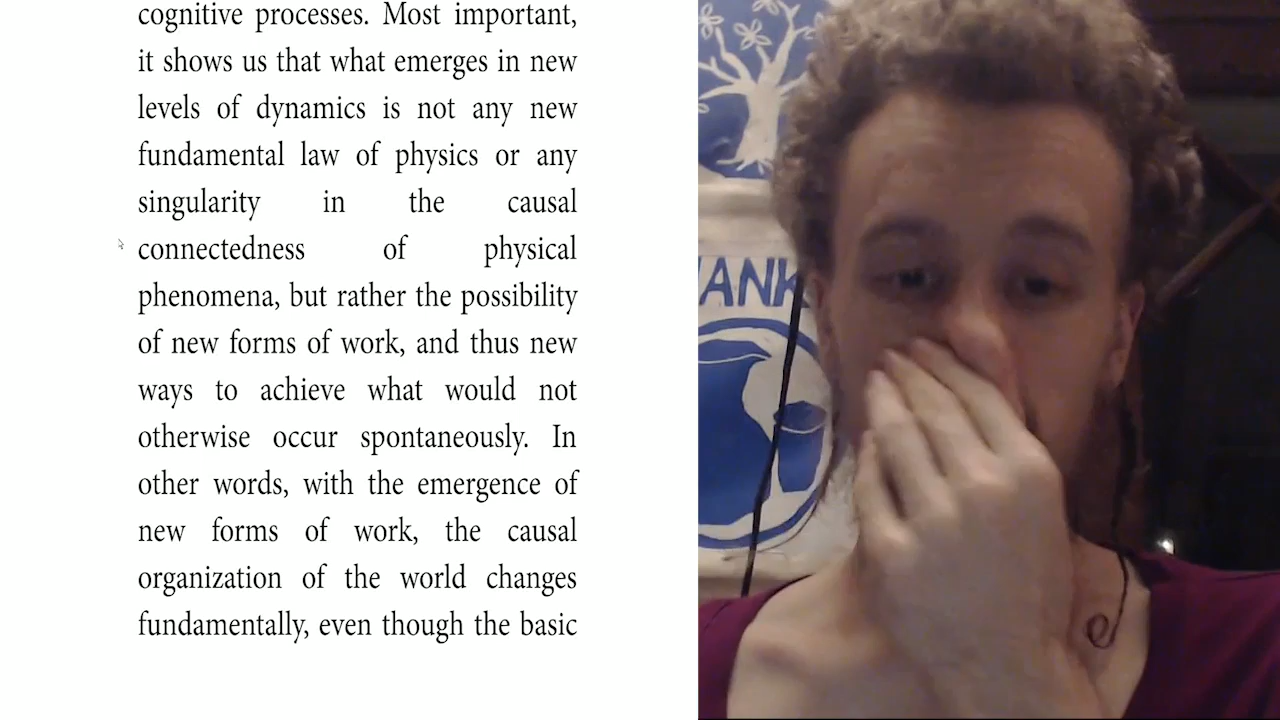 cognitive processes. Most important,
it shows us that what emerges in new
levels of dynamics is not any new
fundamental law of physics or any
singularity in the causal
connectedness of physical
phenomena, but rather the possibility
of new forms of work, and thus new
ways to achieve what would not
otherwise occur spontaneously. In
other words, with the emergence of
new forms of work, the causal
organization of the world changes
fundamentally, even though the basic
ANK